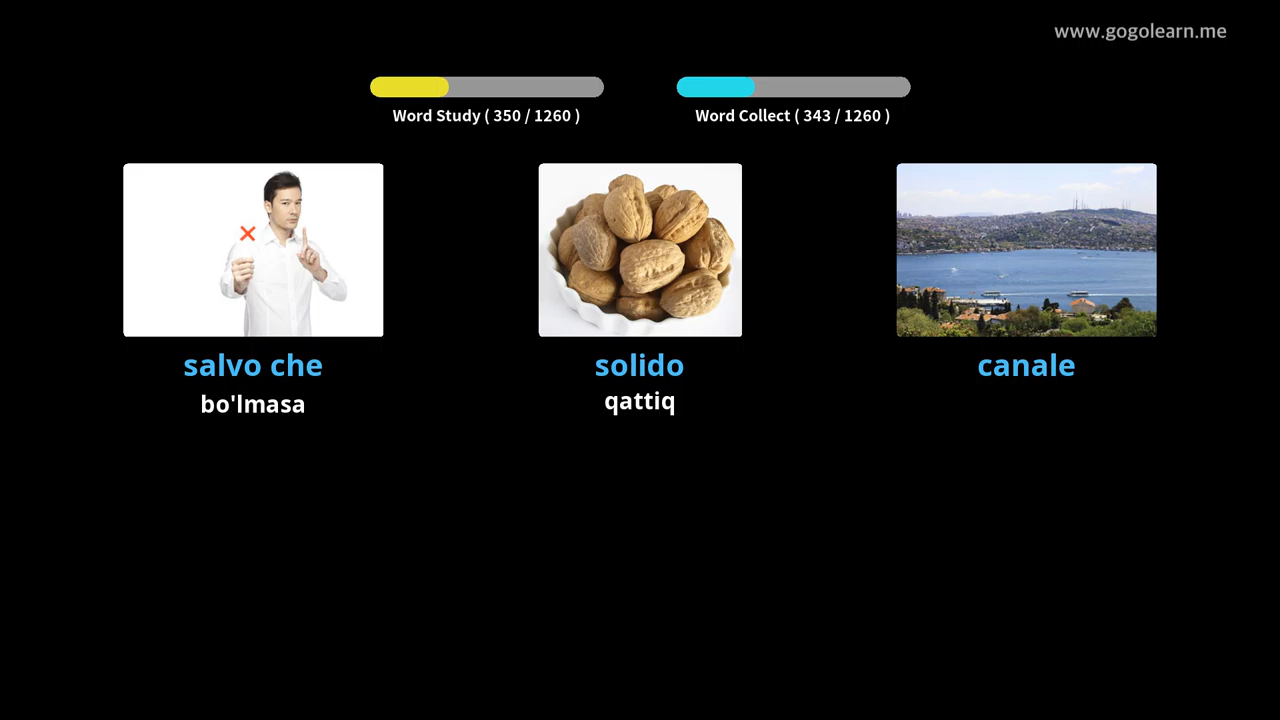 www.gogolearn.me
Word Study ( 350 / 1260 )
Word Collect ( 343 / 1260 )
salvo che
bo'lmasa
solido
qattiq
canale